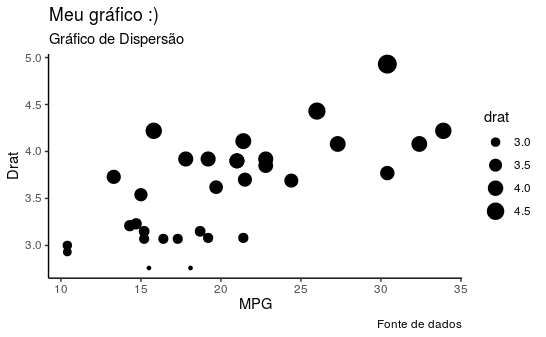 Meu gráfico :)
Gráfico de Dispersão
5.0
4.5
4.0
3.5
3.0
Drat
10 15 20 25 30 35
MPG
drat
3.0
3.5
4.0
4.5
Fonte de dados